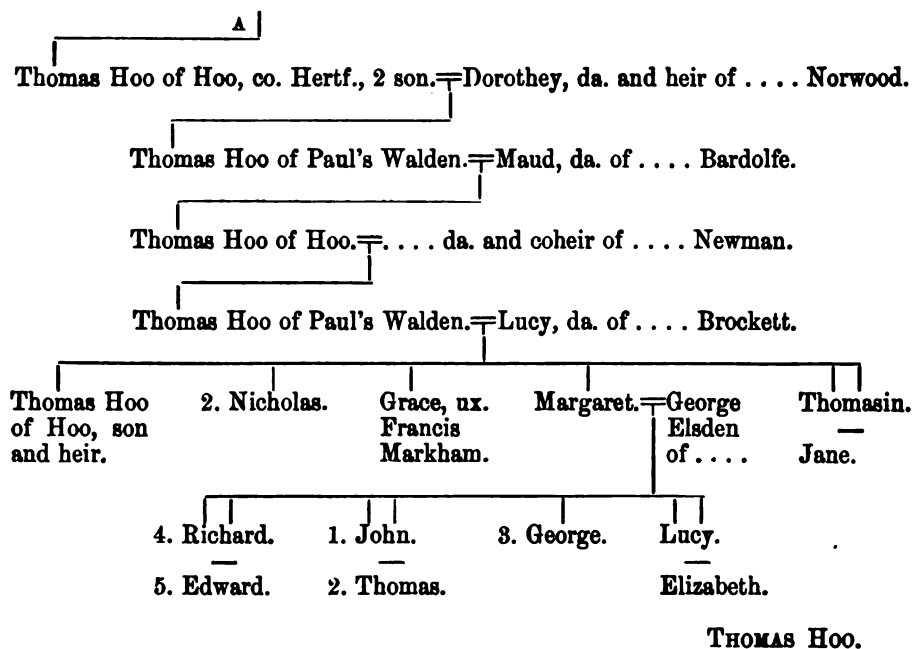 A
Thomas Hoo of Hoo, co. Hertf., 2 son.=Dorothey, da. and heir of . . . . Norwood.
Thomas Hoo of Paul's Walden.=Maud, da. of . . . . Bardolfe.
Thomas Hoo of Hoo.=. . . . da. and coheir of . . . . Newman.
Thomas Hoo of Paul's Walden.=Lucy, da. of . . . . Brockett.
Thomas Hoo
of Hoo, son
and heir.
2. Nicholas.
Grace, ux.
Francis
Markham.
Margaret.=George
Elsden
of . . . .
Thomasin.
Jane.
4. Richard.
5. Edward.
1. John.
2. Thomas.
3. George.
Lucy.
Elizabeth.
THOMAS HOO.